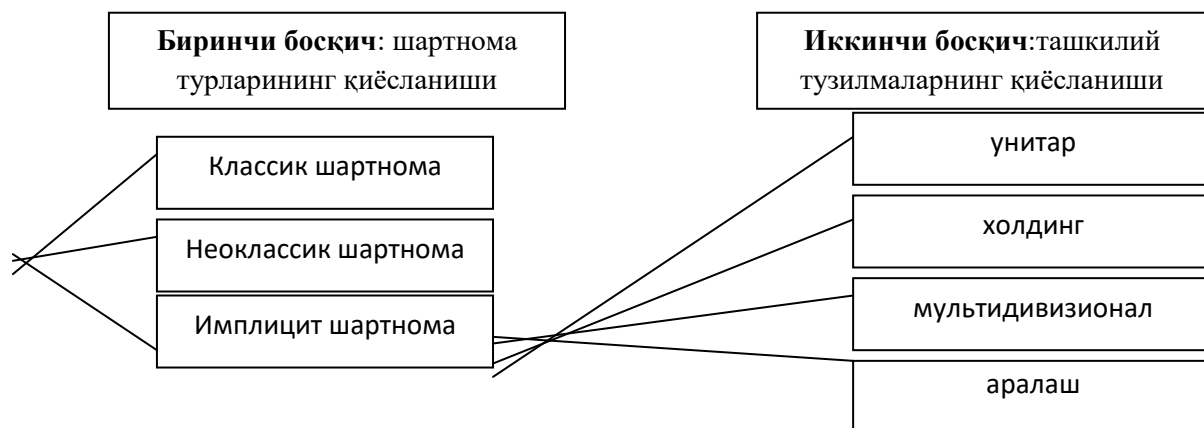 Биринчи босқич: шартнома
турларининг қиёсланиши
Иккинчи босқич:ташкилий
тузилмаларнинг қиёсланиши
Классик шартнома
Неоклассик шартнома
Имплицит шартнома
унитар
холдинг
мультидивизионал
аралаш